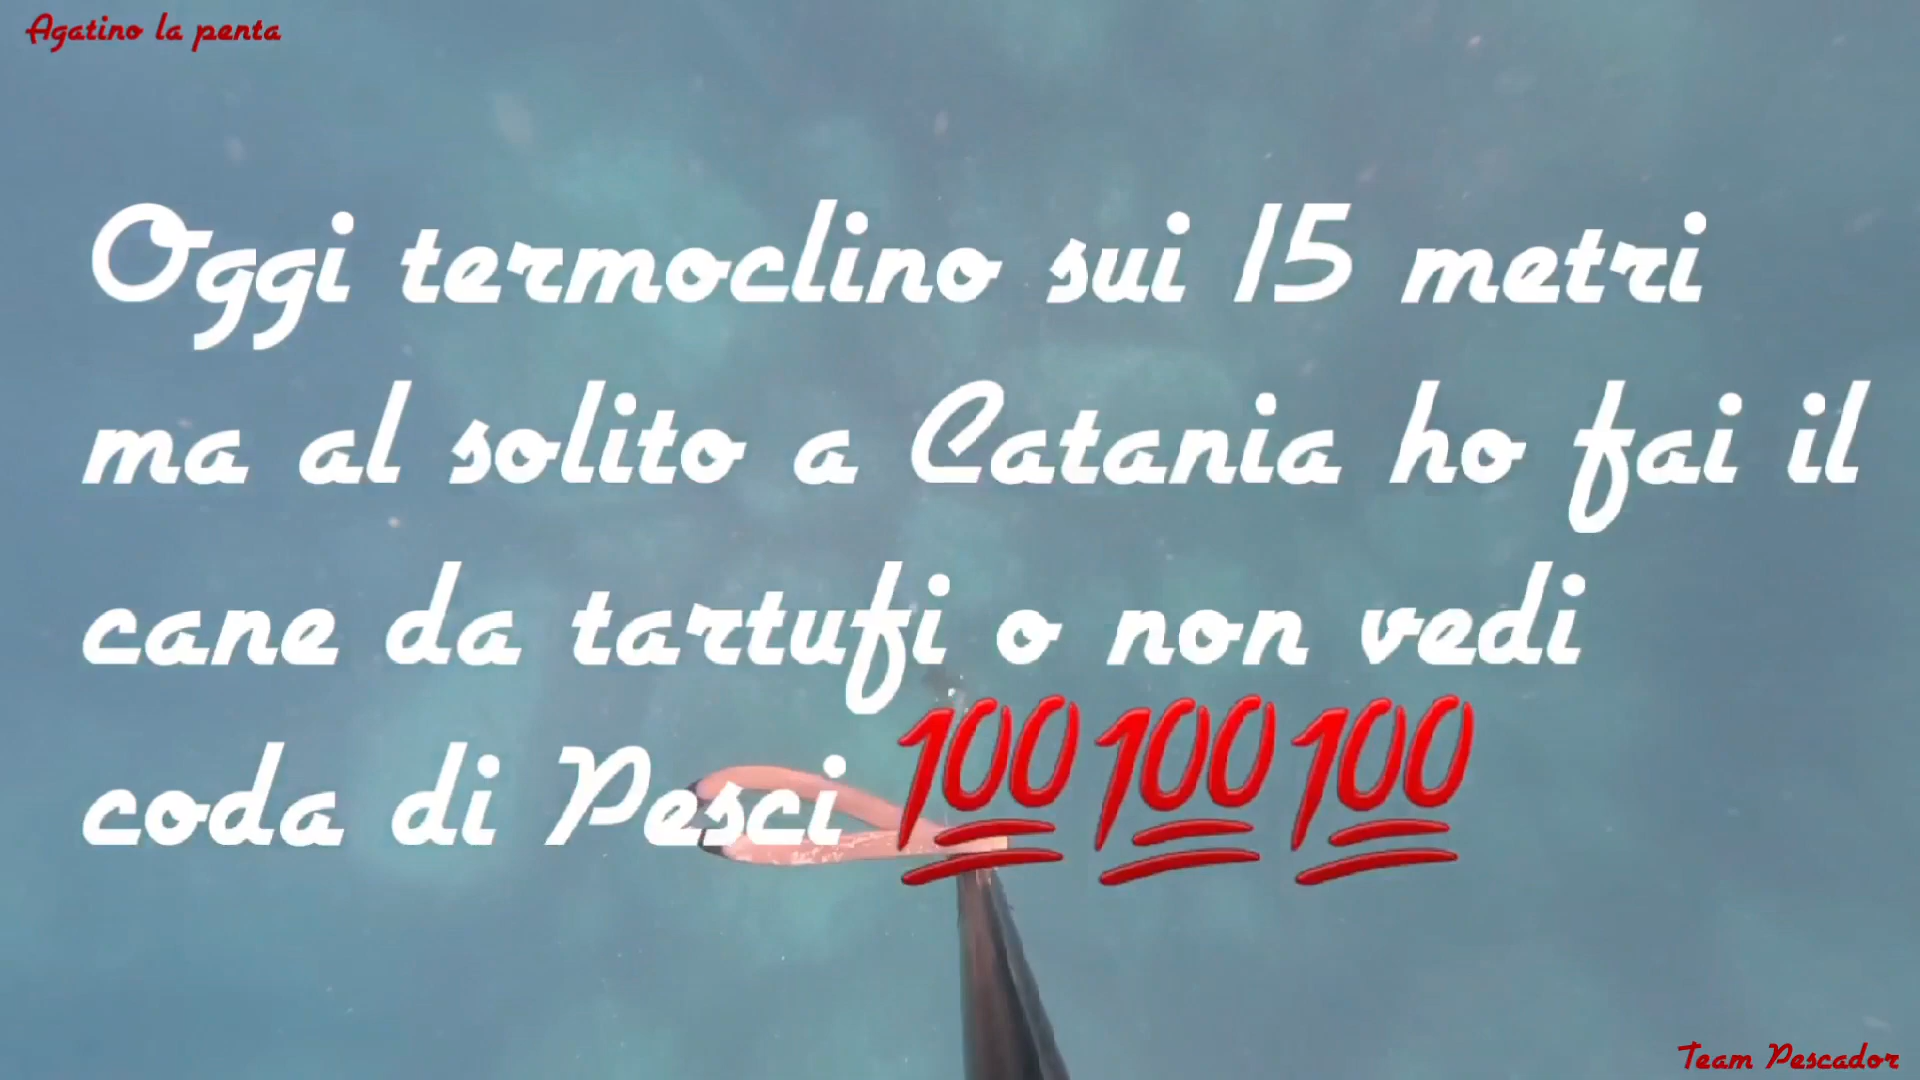 Agatino la penta
Oggi termoclino sui 15 metri
ma al solito a Catania ho fai il
cane da tartufi o non vedi
coda di Pesci 💯💯💯
Team Pescador